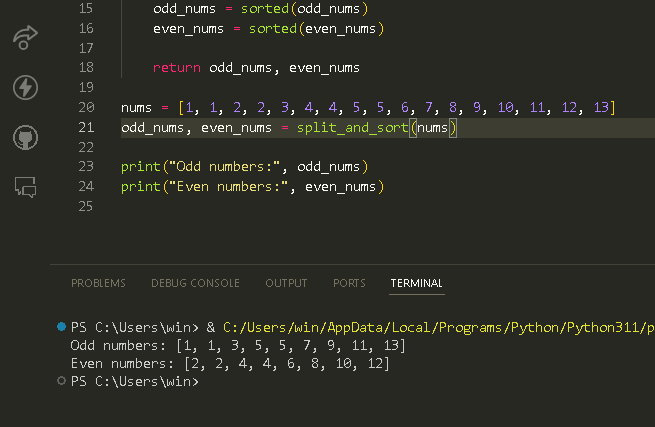 15 odd_nums = sorted(odd_nums)
16 even_nums = sorted(even_nums)
17
18 return odd_nums, even_nums
19
20 nums = [1, 1, 2, 2, 3, 4, 4, 5, 5, 6, 7, 8, 9, 10, 11, 12, 13]
21 odd_nums, even_nums = split_and_sort(nums)
22
23 print("Odd numbers:", odd_nums)
24 print("Even numbers:", even_nums)
25
PROBLEMS DEBUG CONSOLE OUTPUT PORTS TERMINAL
PS C:\Users\win> & C:/Users/win/AppData/Local/Programs/Python/Python311/p
Odd numbers: [1, 1, 3, 5, 5, 7, 9, 11, 13]
Even numbers: [2, 2, 4, 4, 6, 8, 10, 12]
PS C:\Users\win>